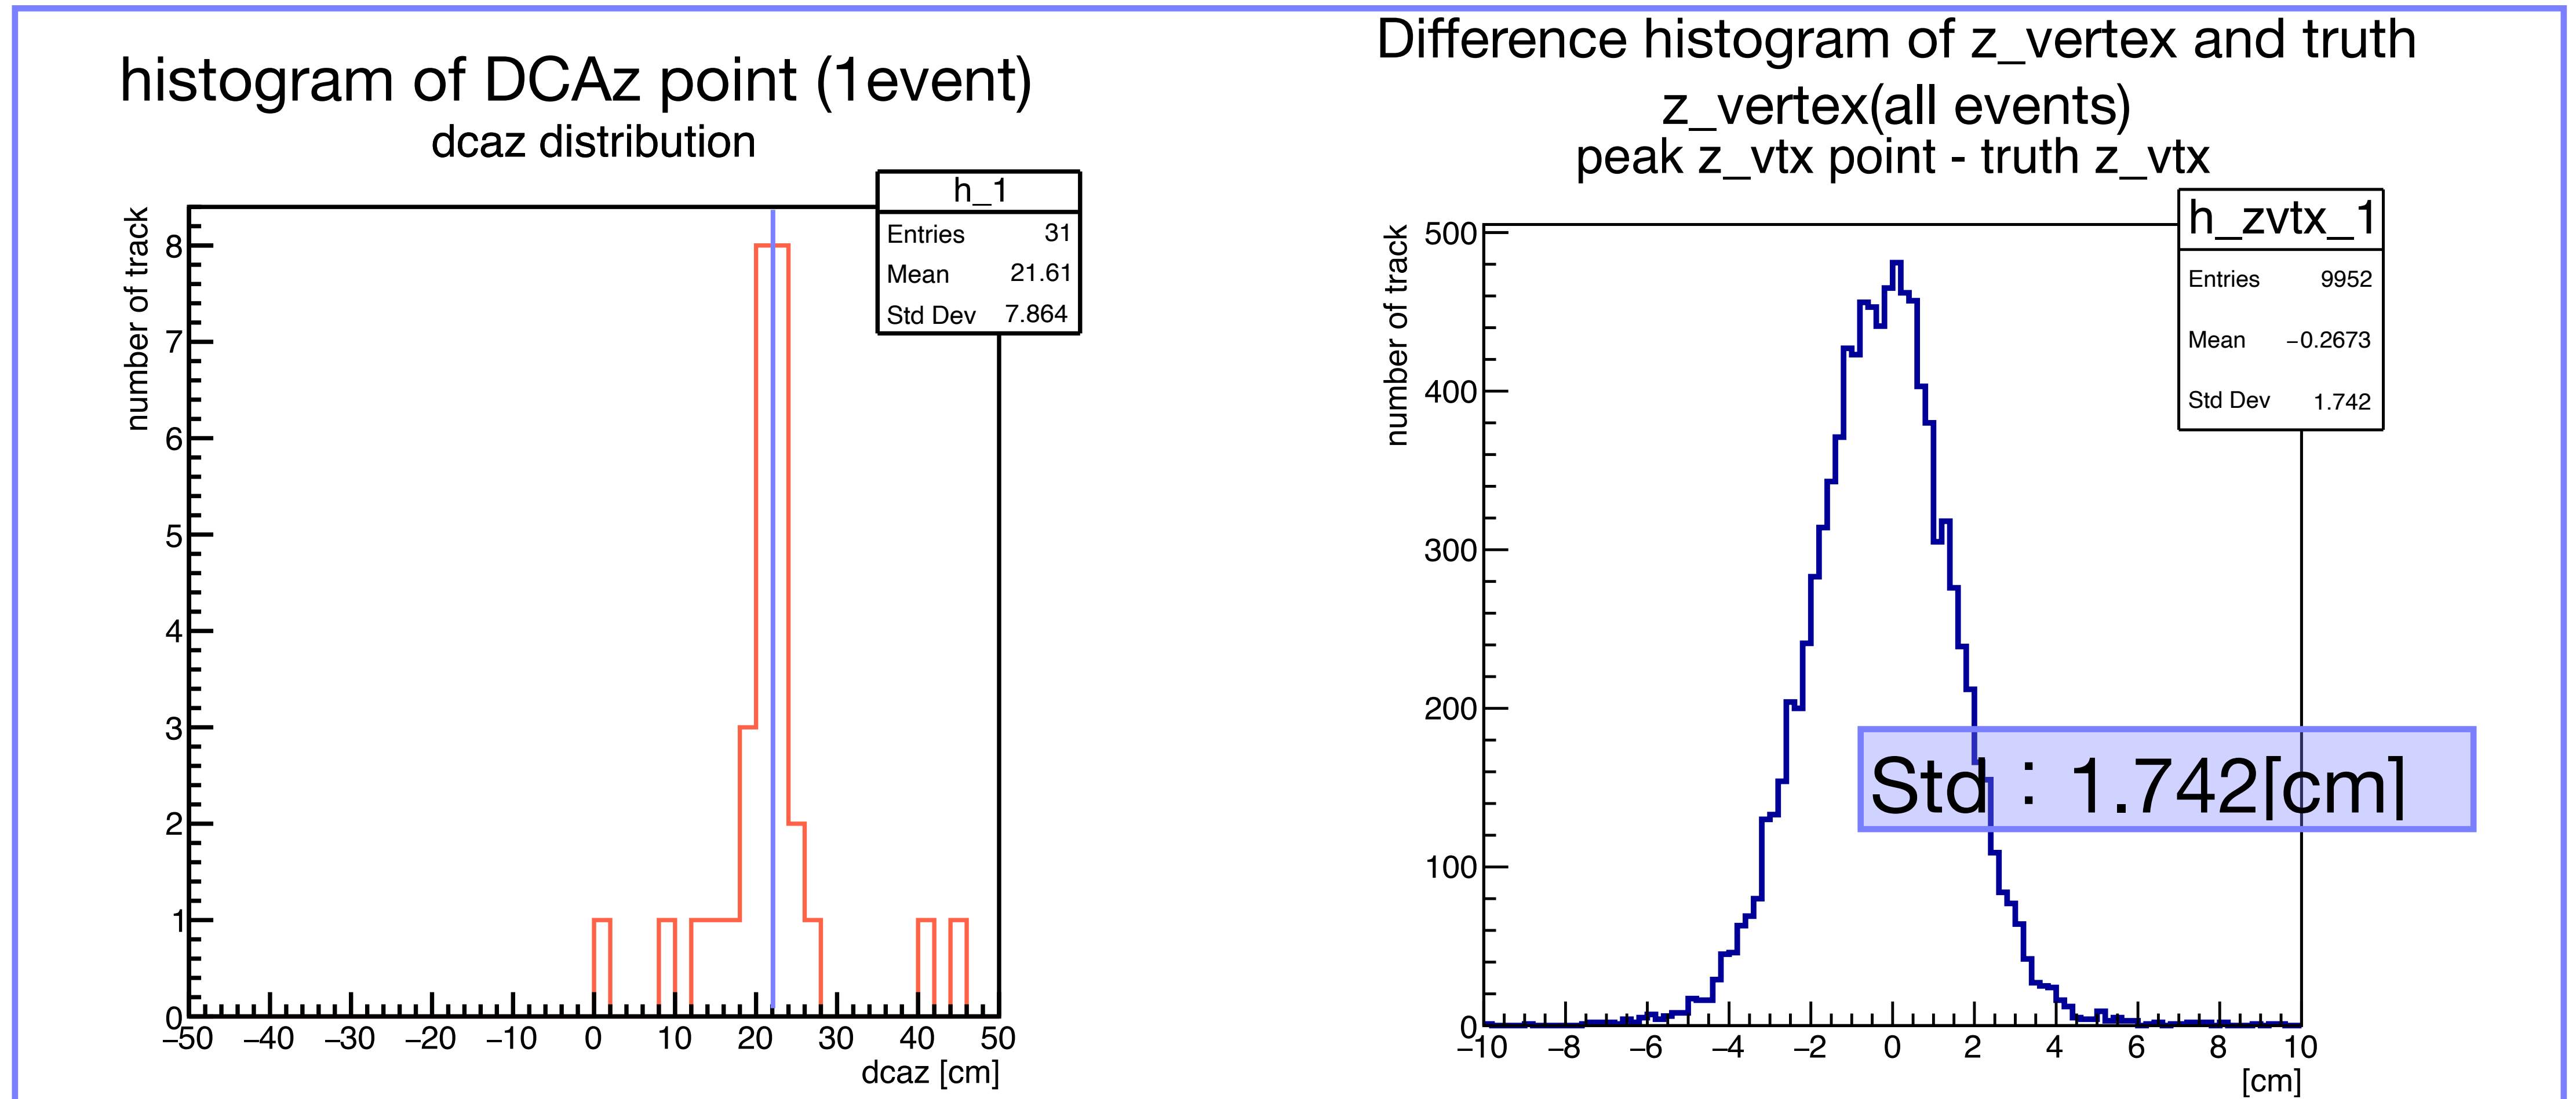 histogram of DCAz point (1event)
dcaz distribution
h_1
Entries 31
Mean 21.61
Std Dev 7.864
number of track
8
7
6
5
4
3
2
1
0
−50 −40 −30 −20 −10 0 10 20 30 40 50
dcaz [cm]
Difference histogram of z_vertex and truth
z_vertex(all events)
peak z_vtx point - truth z_vtx
h_zvtx_1
Entries 9952
Mean −0.2673
Std Dev 1.742
number of track
500
400
300
200
100
0
Std：1.742[cm]
−10 −8 −6 −4 −2 0 2 4 6 8 10
[cm]